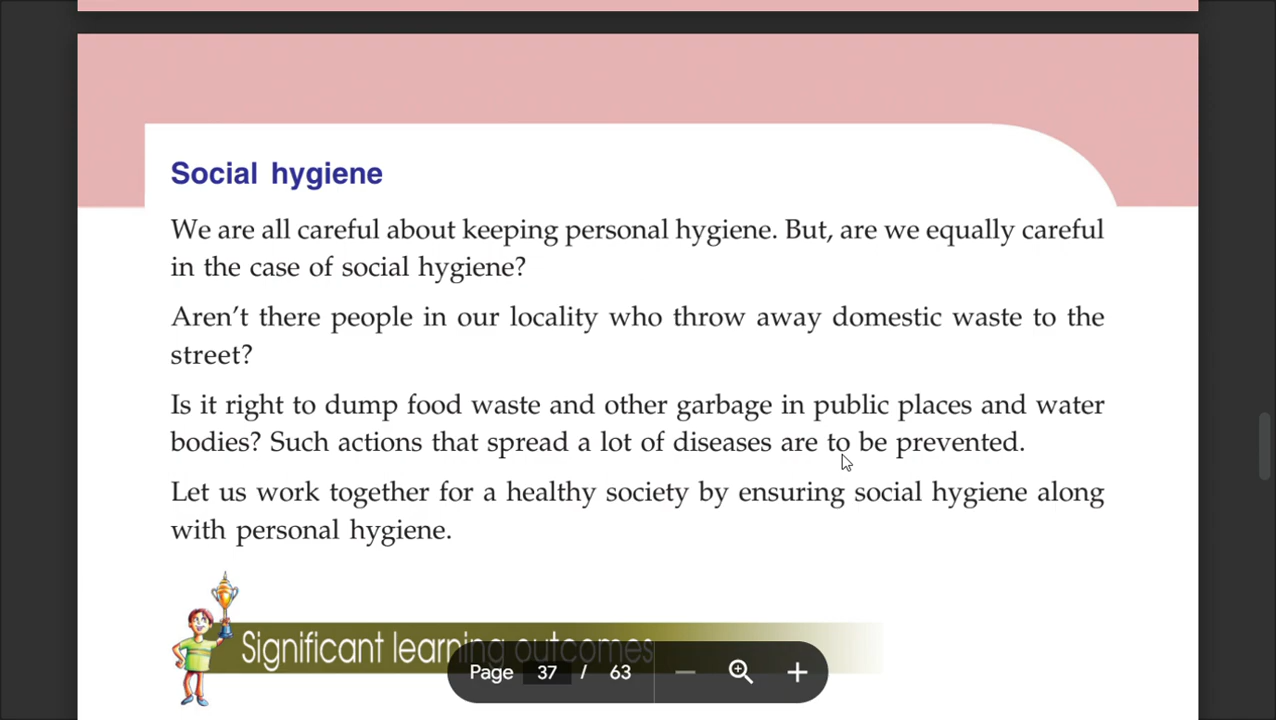 Social hygiene
We are all careful about keeping personal hygiene. But, are we equally careful
in the case of social hygiene?
Aren't there people in our locality who throw away domestic waste to the
street?
Is it right to dump food waste and other garbage in public places and water
bodies? Such actions that spread a lot of diseases are to be prevented.
Let us work together for a healthy society by ensuring social hygiene along
with personal hygiene.
Significant learning outcomes
Page 37 / 63